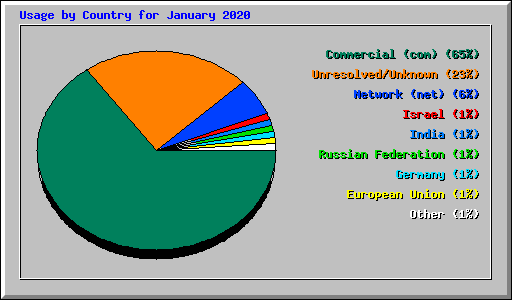 Usage by Country for January 2020
Commercial (com) (65%)
Unresolved/Unknown (23%)
Network (net) (6%)
Israel (1%)
India (1%)
Russian Federation (1%)
Germany (1%)
European Union (1%)
Other (1%)